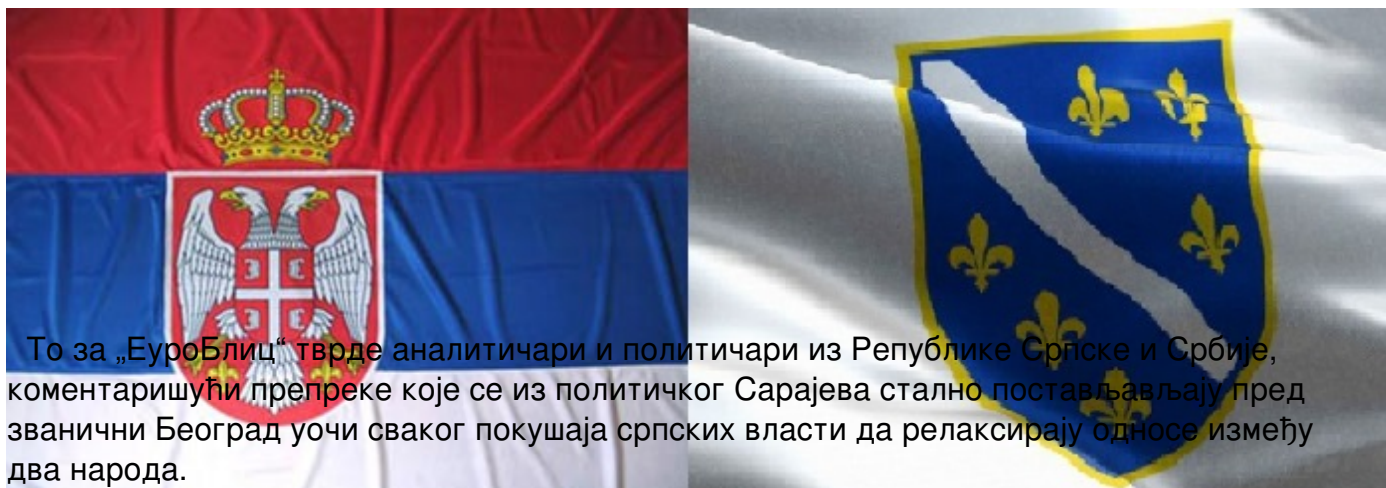 То за „ЕуроБлиц“ тврде аналитичари и политичари из Републике Српске и Србије,
коментаришући препреке које се из политичког Сарајева стално постављављају пред
званични Београд уочи сваког покушаја српских власти да релаксирају односе између
два народа.